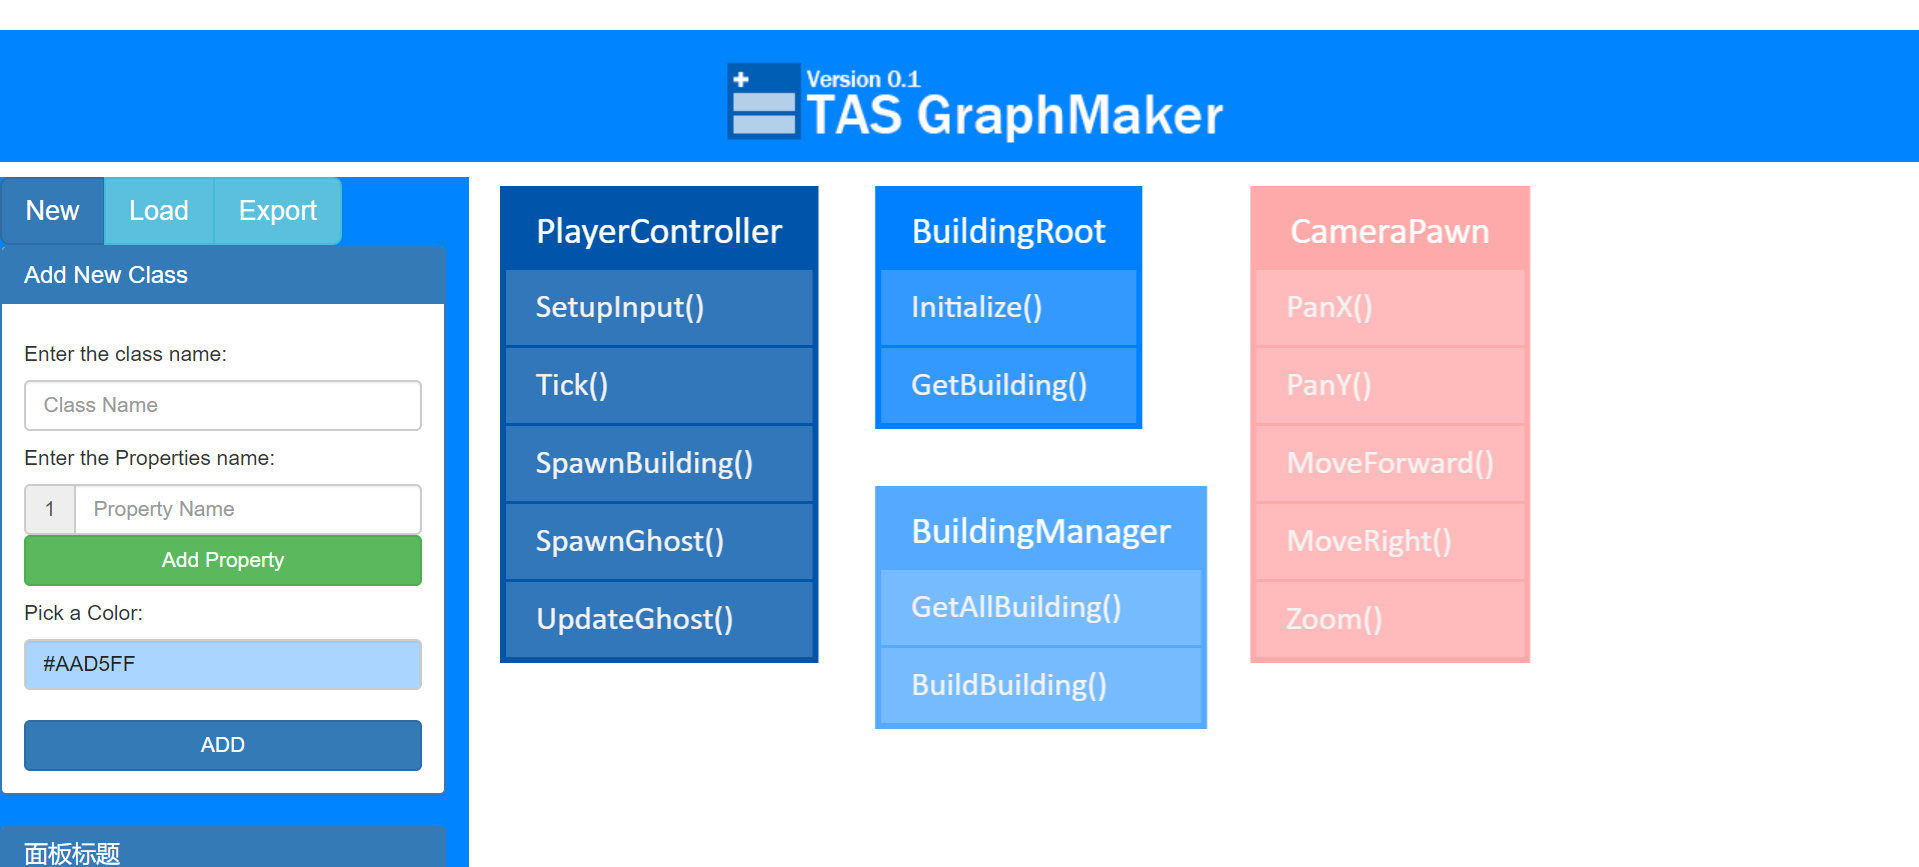 Version 0.1
TAS GraphMaker
New
Load
Export
Add New Class
Enter the class name:
Class Name
Enter the Properties name:
1
Property Name
Add Property
Pick a Color:
#AAD5FF
ADD
面板标题
PlayerController
SetupInput()
Tick()
SpawnBuilding()
SpawnGhost()
UpdateGhost()
BuildingRoot
Initialize()
GetBuilding()
BuildingManager
GetAllBuilding()
BuildBuilding()
CameraPawn
PanX()
PanY()
MoveForward()
MoveRight()
Zoom()